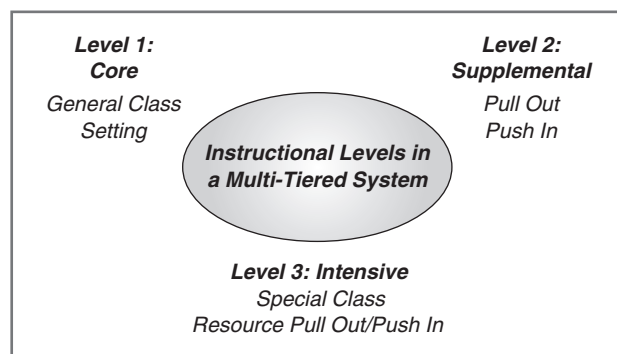 Level 1:
Core
General Class
Setting
Level 2:
Supplemental
Pull Out
Push In
Instructional Levels in
a Multi-Tiered System
Level 3: Intensive
Special Class
Resource Pull Out/Push In